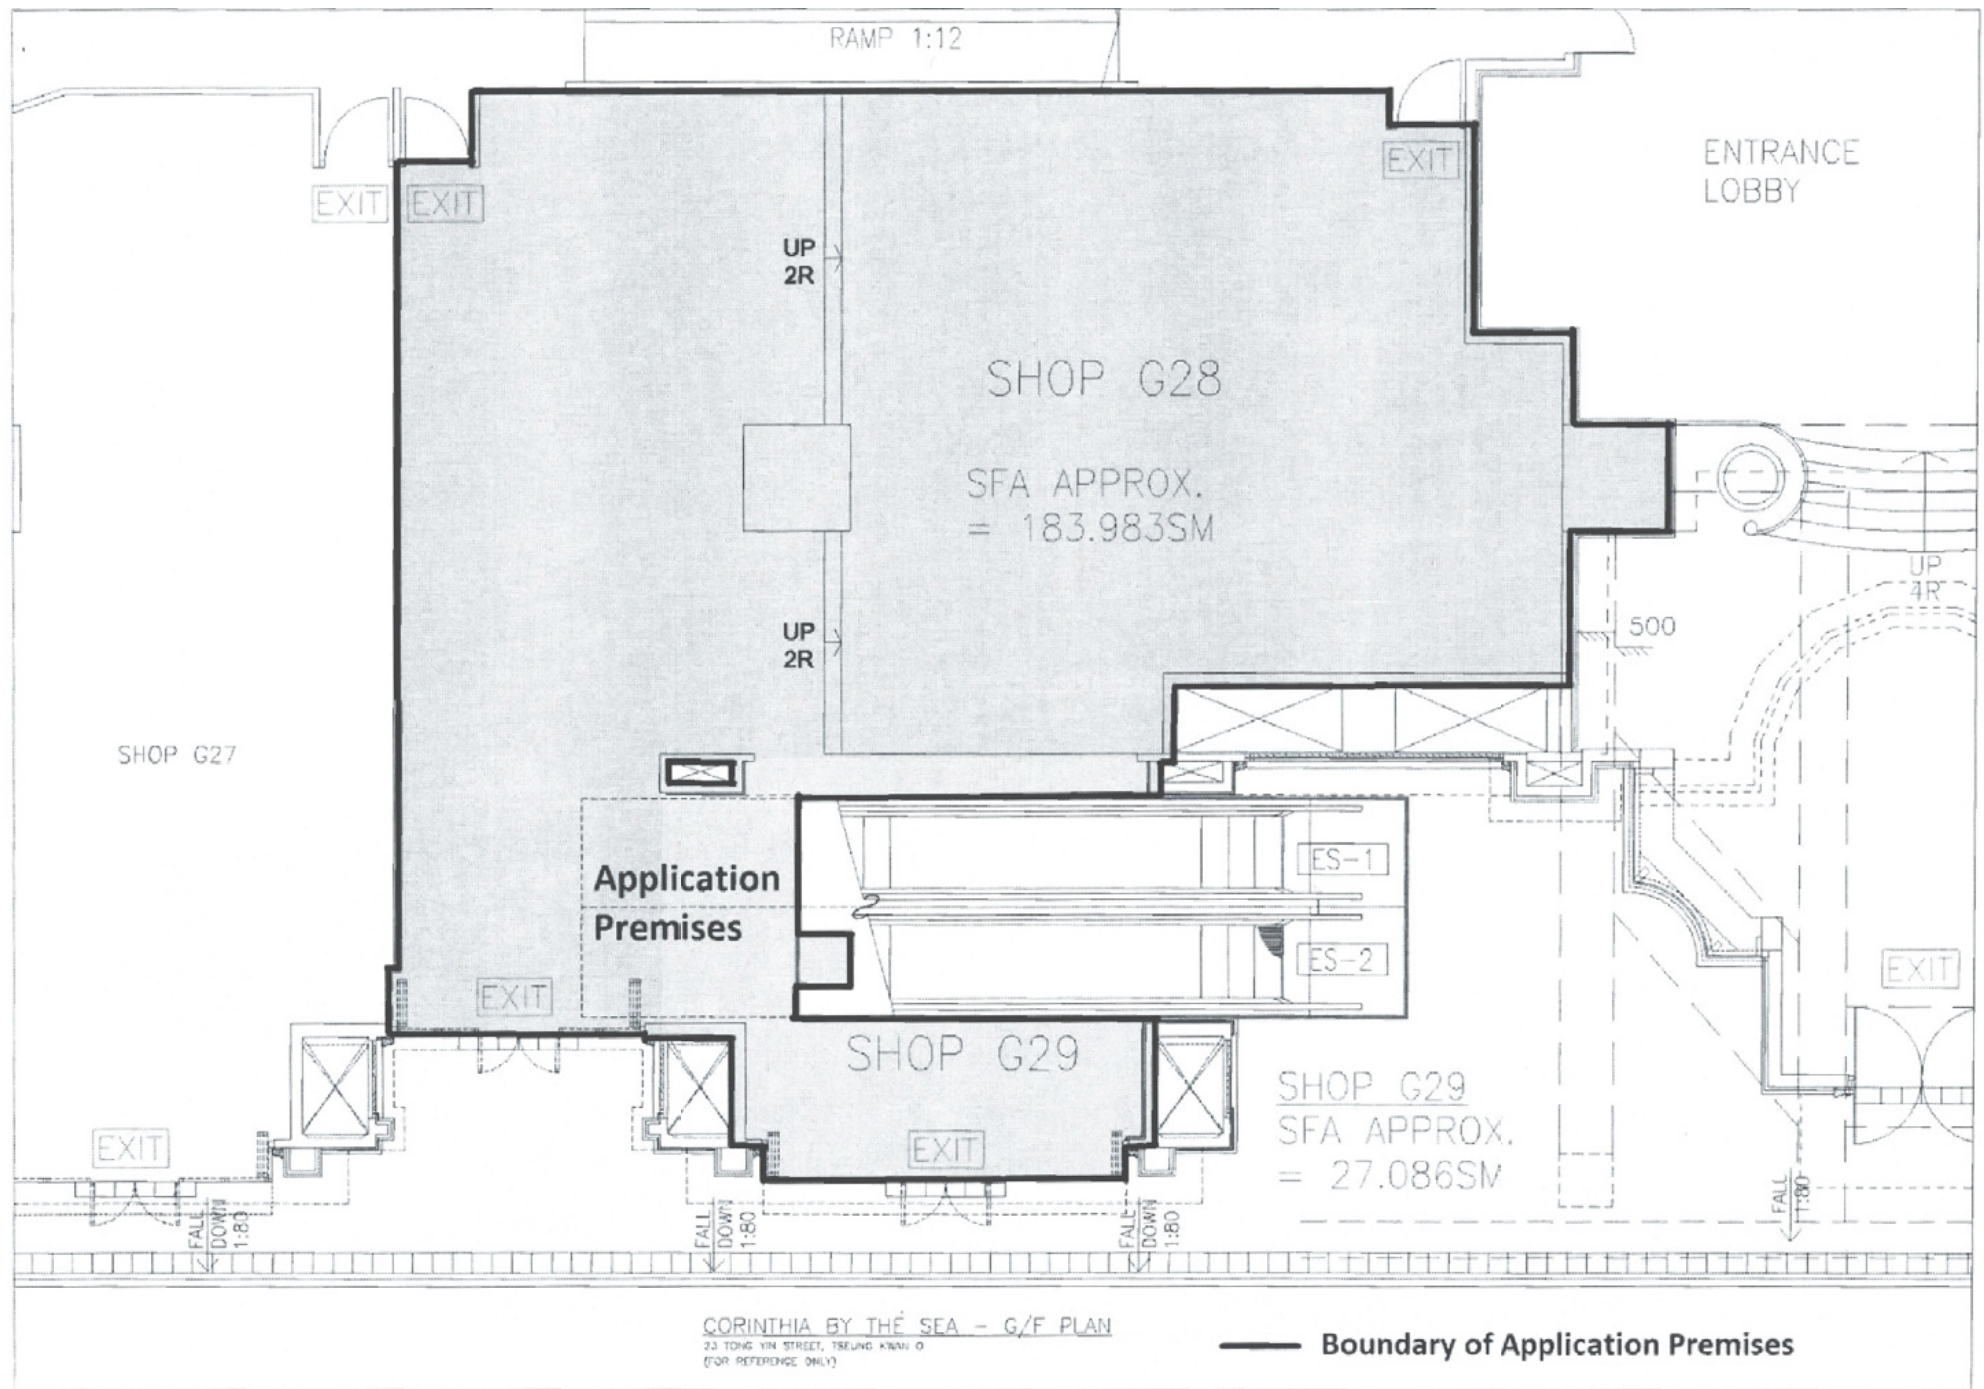 RAMP 1:12
ENTRANCE
LOBBY
EXIT
EXIT
EXIT
UP
2R
SHOP G28
SFA APPROX.
= 183.983SM
UP
4R
500
UP
2R
SHOP G27
Application
Premises
ES-1
ES-2
EXIT
EXIT
SHOP G29
SHOP G29
SFA APPROX.
= 27.086SM
EXIT
EXIT
FALL
DOWN
1:80
FALL
DOWN
1:80
FALL
DOWN
1:80
FALL
1:80
CORINTHIA BY THE SEA - G/F PLAN
23 TONG YIN STREET, TSEUNG KWAN O
(FOR REFERENCE ONLY)
Boundary of Application Premises